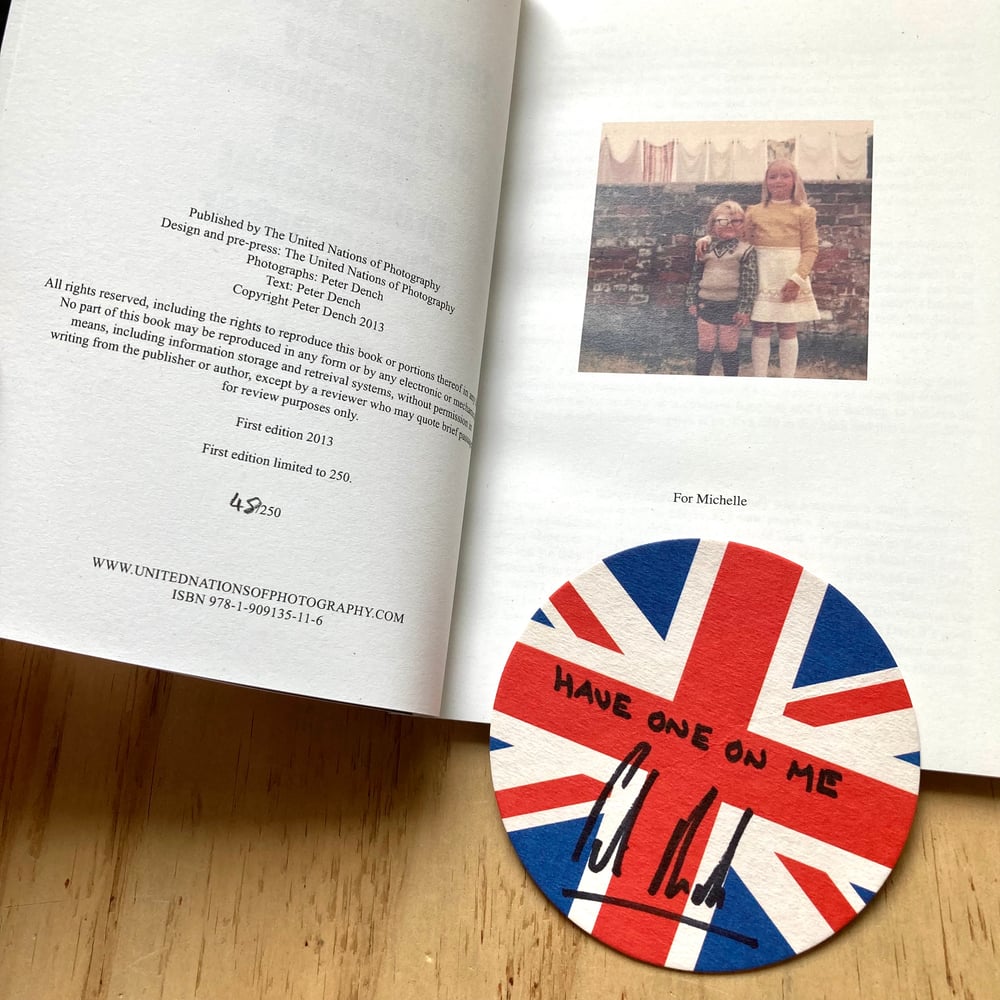 Published by The United Nations of Photography
Design and pre-press: The United Nations of Photography
Photographs: Peter Dench
Text: Peter Dench
Copyright Peter Dench 2013
All rights reserved, including the rights to reproduce this book or portions thereof in any
No part of this book may be reproduced in any form or by any electronic or
means, including information storage and retreival systems, without permission in
writing from the publisher or author, except by a reviewer who may quote brief
for review purposes only.
First edition 2013
First edition limited to 250.
48/250
WWW.UNITEDNATIONSOFPHOTOGRAPHY.COM
ISBN 978-1-909135-11-6
For Michelle
HAVE ONE ON ME